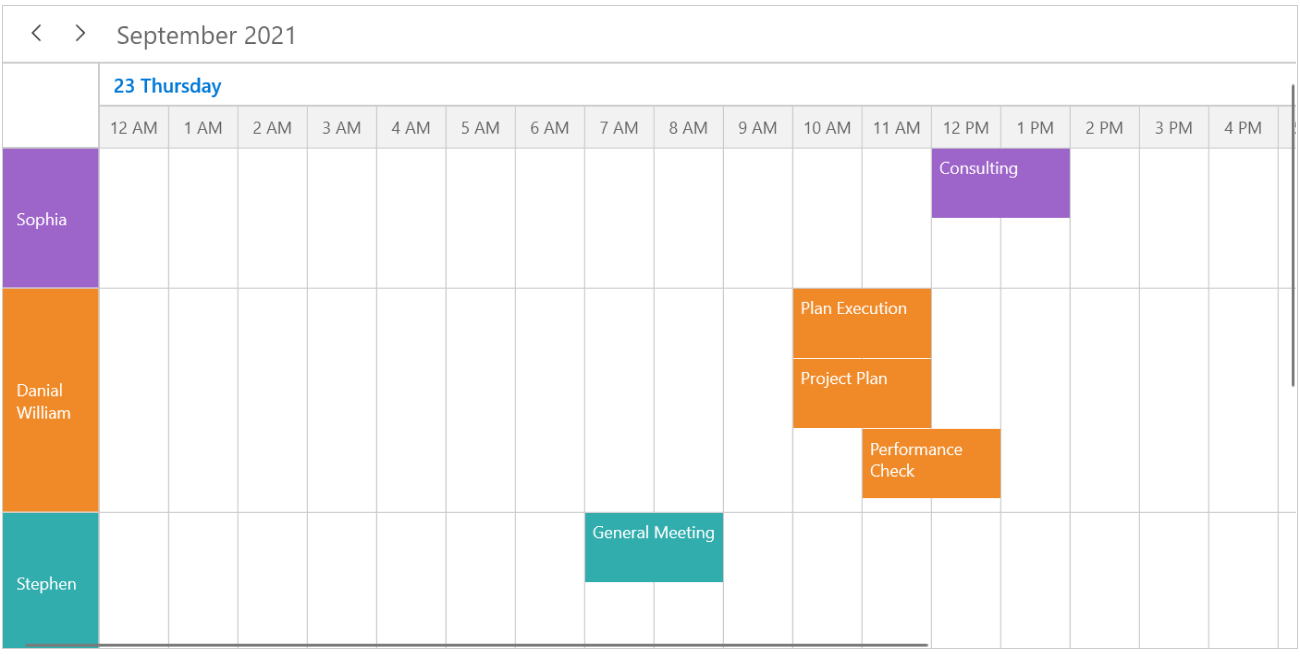 September 2021
23 Thursday
12 AM 1 AM 2 AM 3 AM 4 AM 5 AM 6 AM 7 AM 8 AM 9 AM 10 AM 11 AM 12 PM 1 PM 2 PM 3 PM 4 PM
Sophia
Consulting
Danial
William
Plan Execution
Project Plan
Performance
Check
Stephen
General Meeting